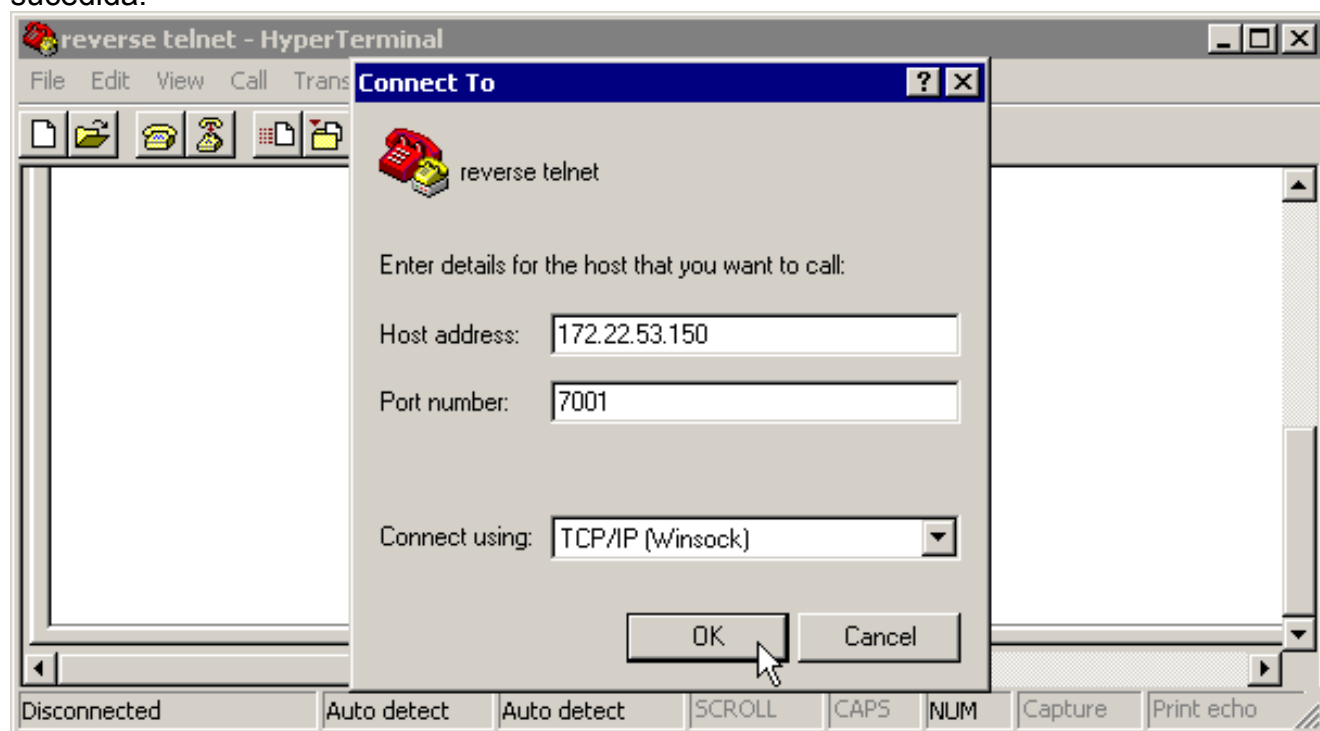 sucedida.
reverse telnet - HyperTerminal
File Edit View Call Trans
Connect To
reverse telnet
Enter details for the host that you want to call:
Host address: 172.22.53.150
Port number: 7001
Connect using: TCP/IP (Winsock)
OK Cancel
Disconnected Auto detect Auto detect SCROLL CAPS NUM Capture Print echo